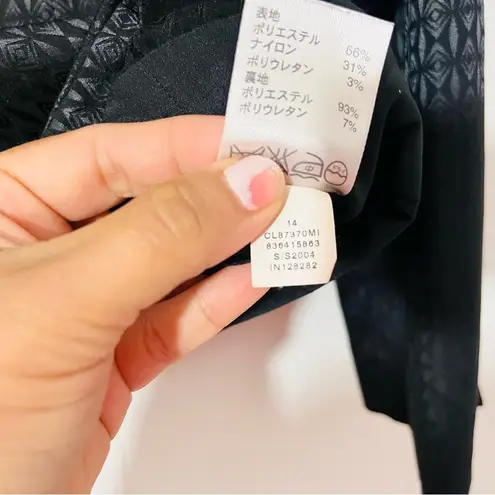 表地
ポリエステル 66%
ナイロン 31%
ポリウレタン 3%
裏地
ポリエステル 93%
ポリウレタン 7%
14
CL87370MI
836415863
S/S2004
IN128282